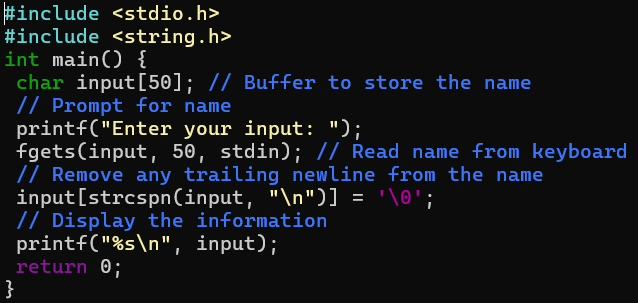 #include <stdio.h>
#include <string.h>
int main() {
 char input[50]; // Buffer to store the name
 // Prompt for name
 printf("Enter your input: ");
 fgets(input, 50, stdin); // Read name from keyboard
 // Remove any trailing newline from the name
 input[strcspn(input, "\n")] = '\0';
 // Display the information
 printf("%s\n", input);
 return 0;
}